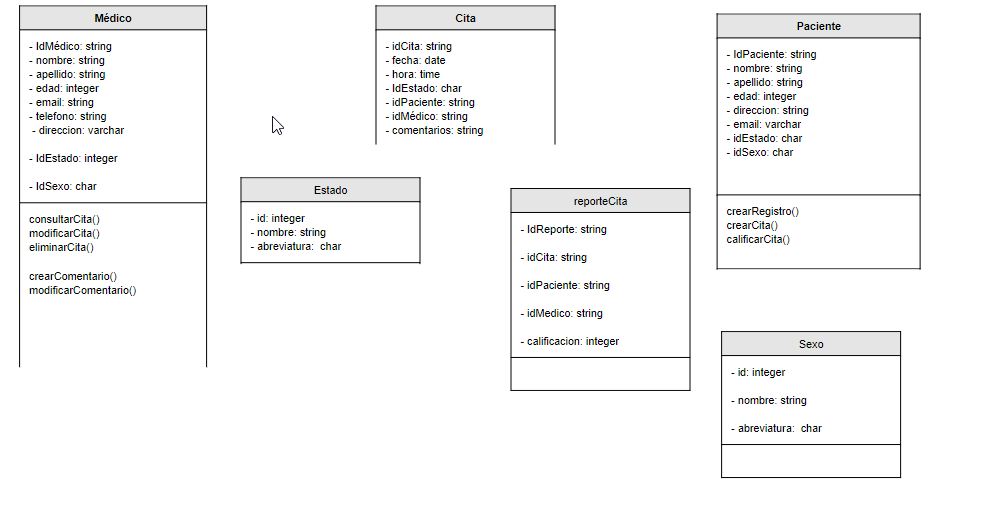 Médico
- IdMédico: string
- nombre: string
- apellido: string
- edad: integer
- email: string
- telefono: string
- direccion: varchar
- IdEstado: integer
- IdSexo: char
consultarCita()
modificarCita()
eliminarCita()
crearComentario()
modificarComentario()
Cita
- idCita: string
- fecha: date
- hora: time
- IdEstado: char
- idPaciente: string
- idMédico: string
- comentarios: string
Paciente
- IdPaciente: string
- nombre: string
- apellido: string
- edad: integer
- direccion: string
- email: varchar
- idEstado: char
- idSexo: char
crearRegistro()
crearCita()
calificarCita()
Estado
- id: integer
- nombre: string
- abreviatura: char
reporteCita
- IdReporte: string
- idCita: string
- idPaciente: string
- idMedico: string
- calificacion: integer
Sexo
- id: integer
- nombre: string
- abreviatura: char